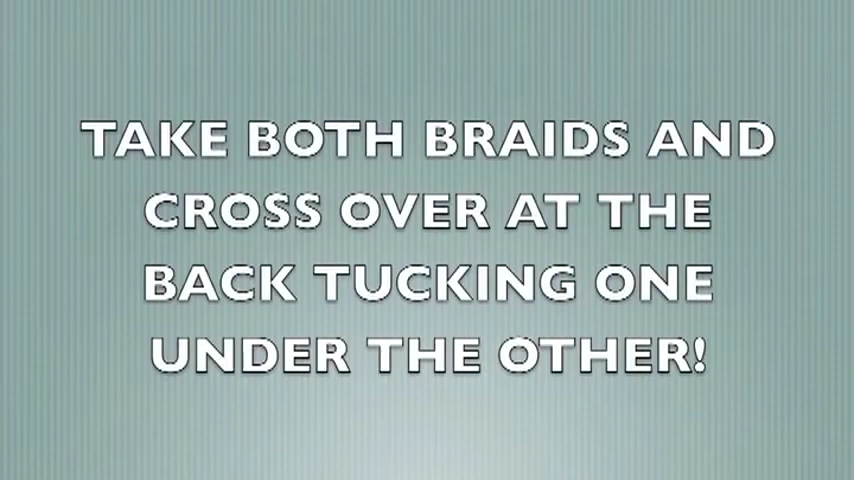 TAKE BOTH BRAIDS AND
CROSS OVER AT THE
BACK TUCKING ONE
UNDER THE OTHER!